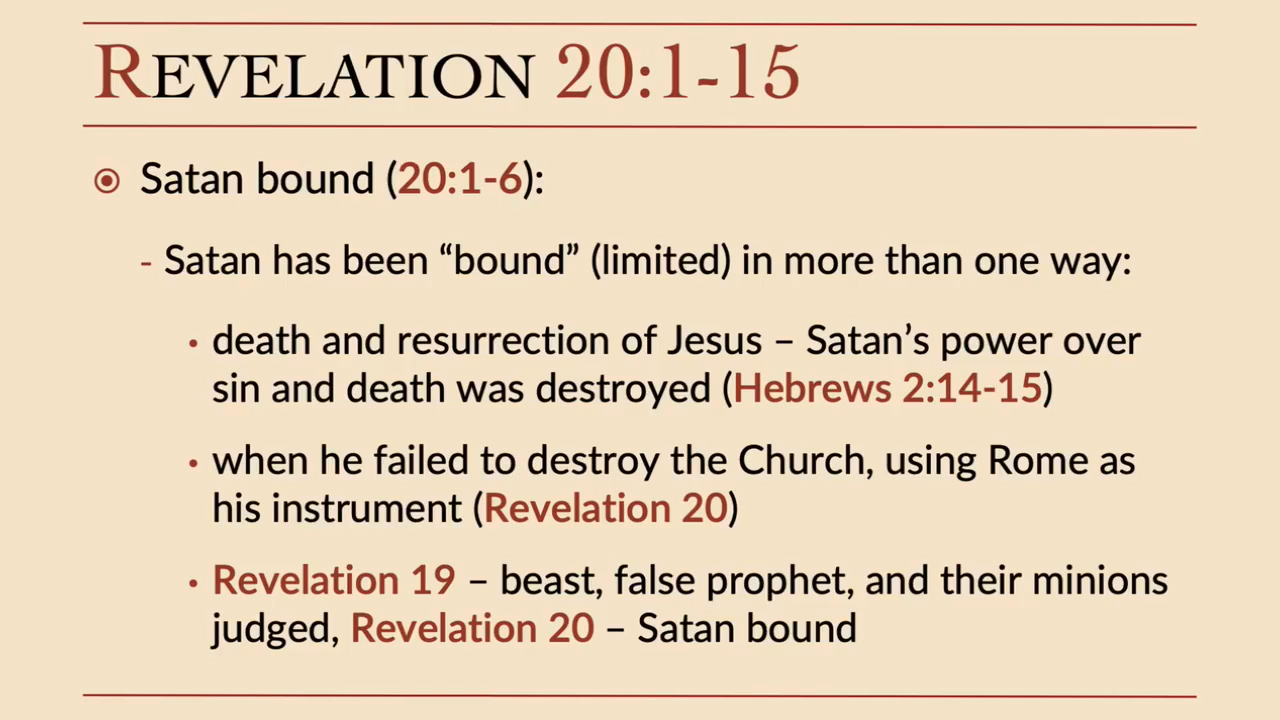 REVELATION 20:1-15
Satan bound (20:1-6):
- Satan has been “bound” (limited) in more than one way:
• death and resurrection of Jesus – Satan’s power over
sin and death was destroyed (Hebrews 2:14-15)
• when he failed to destroy the Church, using Rome as
his instrument (Revelation 20)
• Revelation 19 – beast, false prophet, and their minions
judged, Revelation 20 – Satan bound